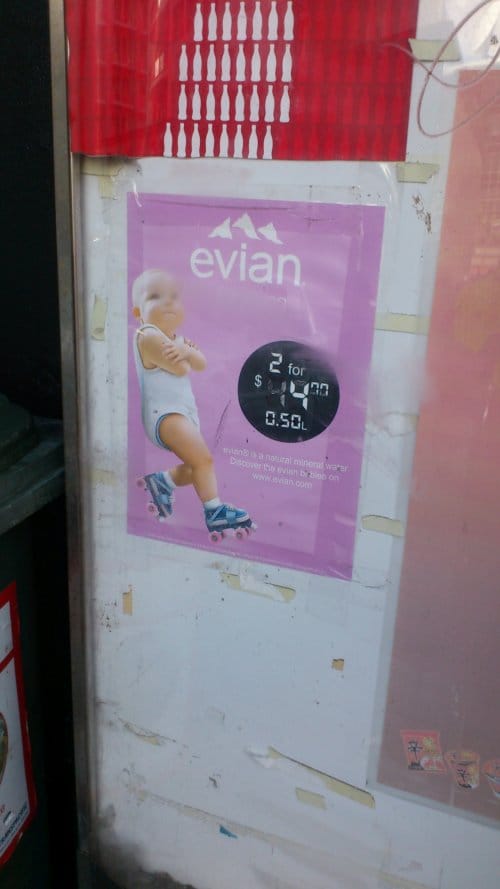 evian
2 for
$ 4.00
0.50L
evian® is a natural mineral water
Discover the evian babies on
www.evian.com